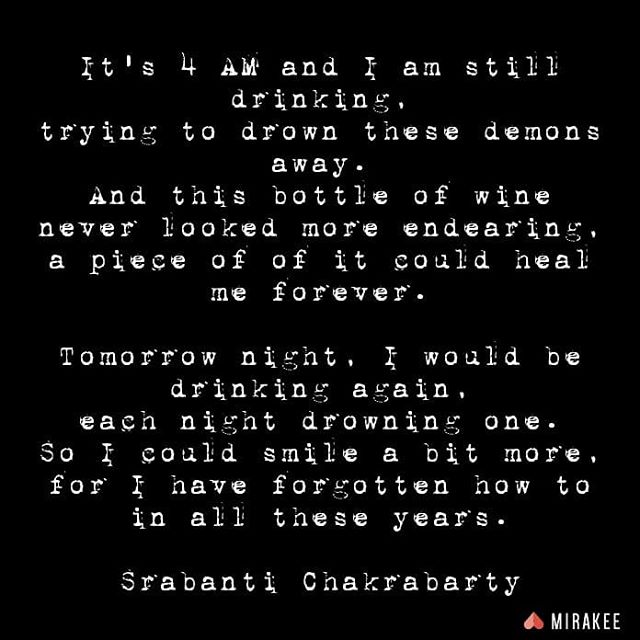 It's 4 AM and I am still
drinking,
trying to drown these demons
away.
And this bottle of wine
never looked more endearing,
a piece of of it could heal
me forever.
Tomorrow night, I would be
drinking again,
each night drowning one.
So I could smile a bit more,
for I have forgotten how to
in all these years.
Srabanti Chakrabarty
MIRAKEE